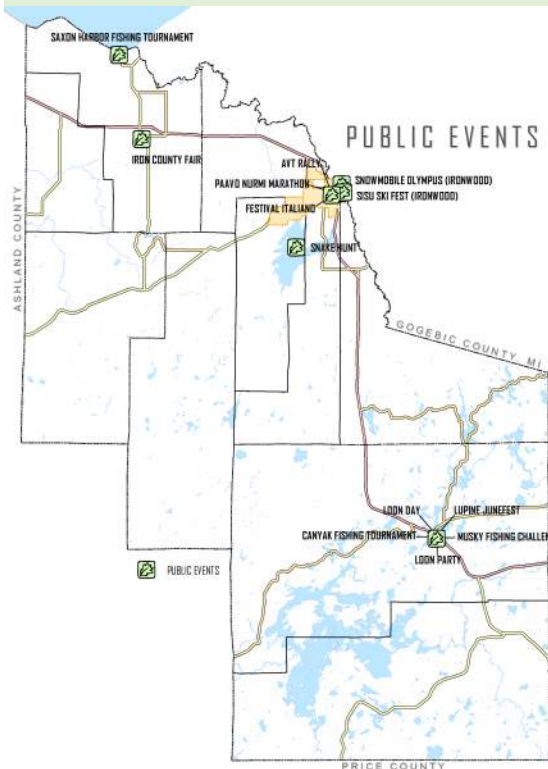 SAXON HARBOR FISHING TOURNAMENT
PUBLIC EVENTS
IRON COUNTY FAIR
AVT RALLY
PAAVO NURMI MARATHON
SNOWMOBILE OLYMPUS (IRONWOOD)
SISU SKI FEST (IRONWOOD)
FESTIVAL ITALIANO
SNAKE HUNT
ASHLAND COUNTY
GOGEBIC COUNTY MI
LOON DAY
LUPINE JUNEFEST
CANYAK FISHING TOURNAMENT
MUSKY FISHING CHALLEN
LOON PARTY
PUBLIC EVENTS
PRICE COUNTY